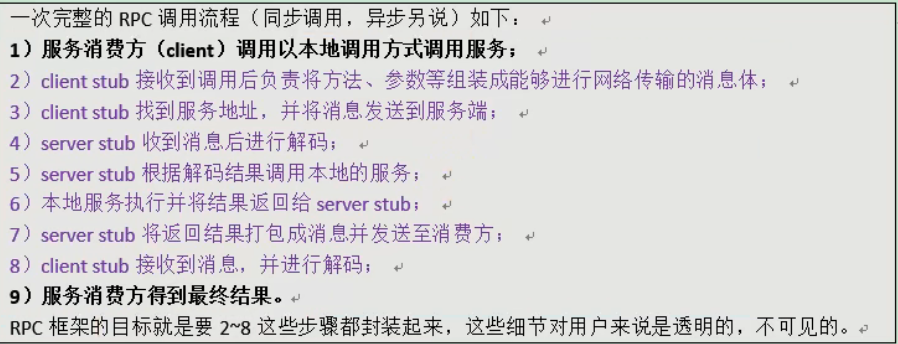 一次完整的 RPC 调用流程（同步调用，异步另说）如下：
1）服务消费方（client）调用以本地调用方式调用服务；
2）client stub 接收到调用后负责将方法、参数等组装成能够进行网络传输的消息体；
3）client stub 找到服务地址，并将消息发送到服务端；
4）server stub 收到消息后进行解码；
5）server stub 根据解码结果调用本地的服务；
6）本地服务执行并将结果返回给 server stub；
7）server stub 将返回结果打包成消息并发送至消费方；
8）client stub 接收到消息，并进行解码；
9）服务消费方得到最终结果。
RPC 框架的目标就是要 2~8 这些步骤都封装起来，这些细节对用户来说是透明的，不可见的。